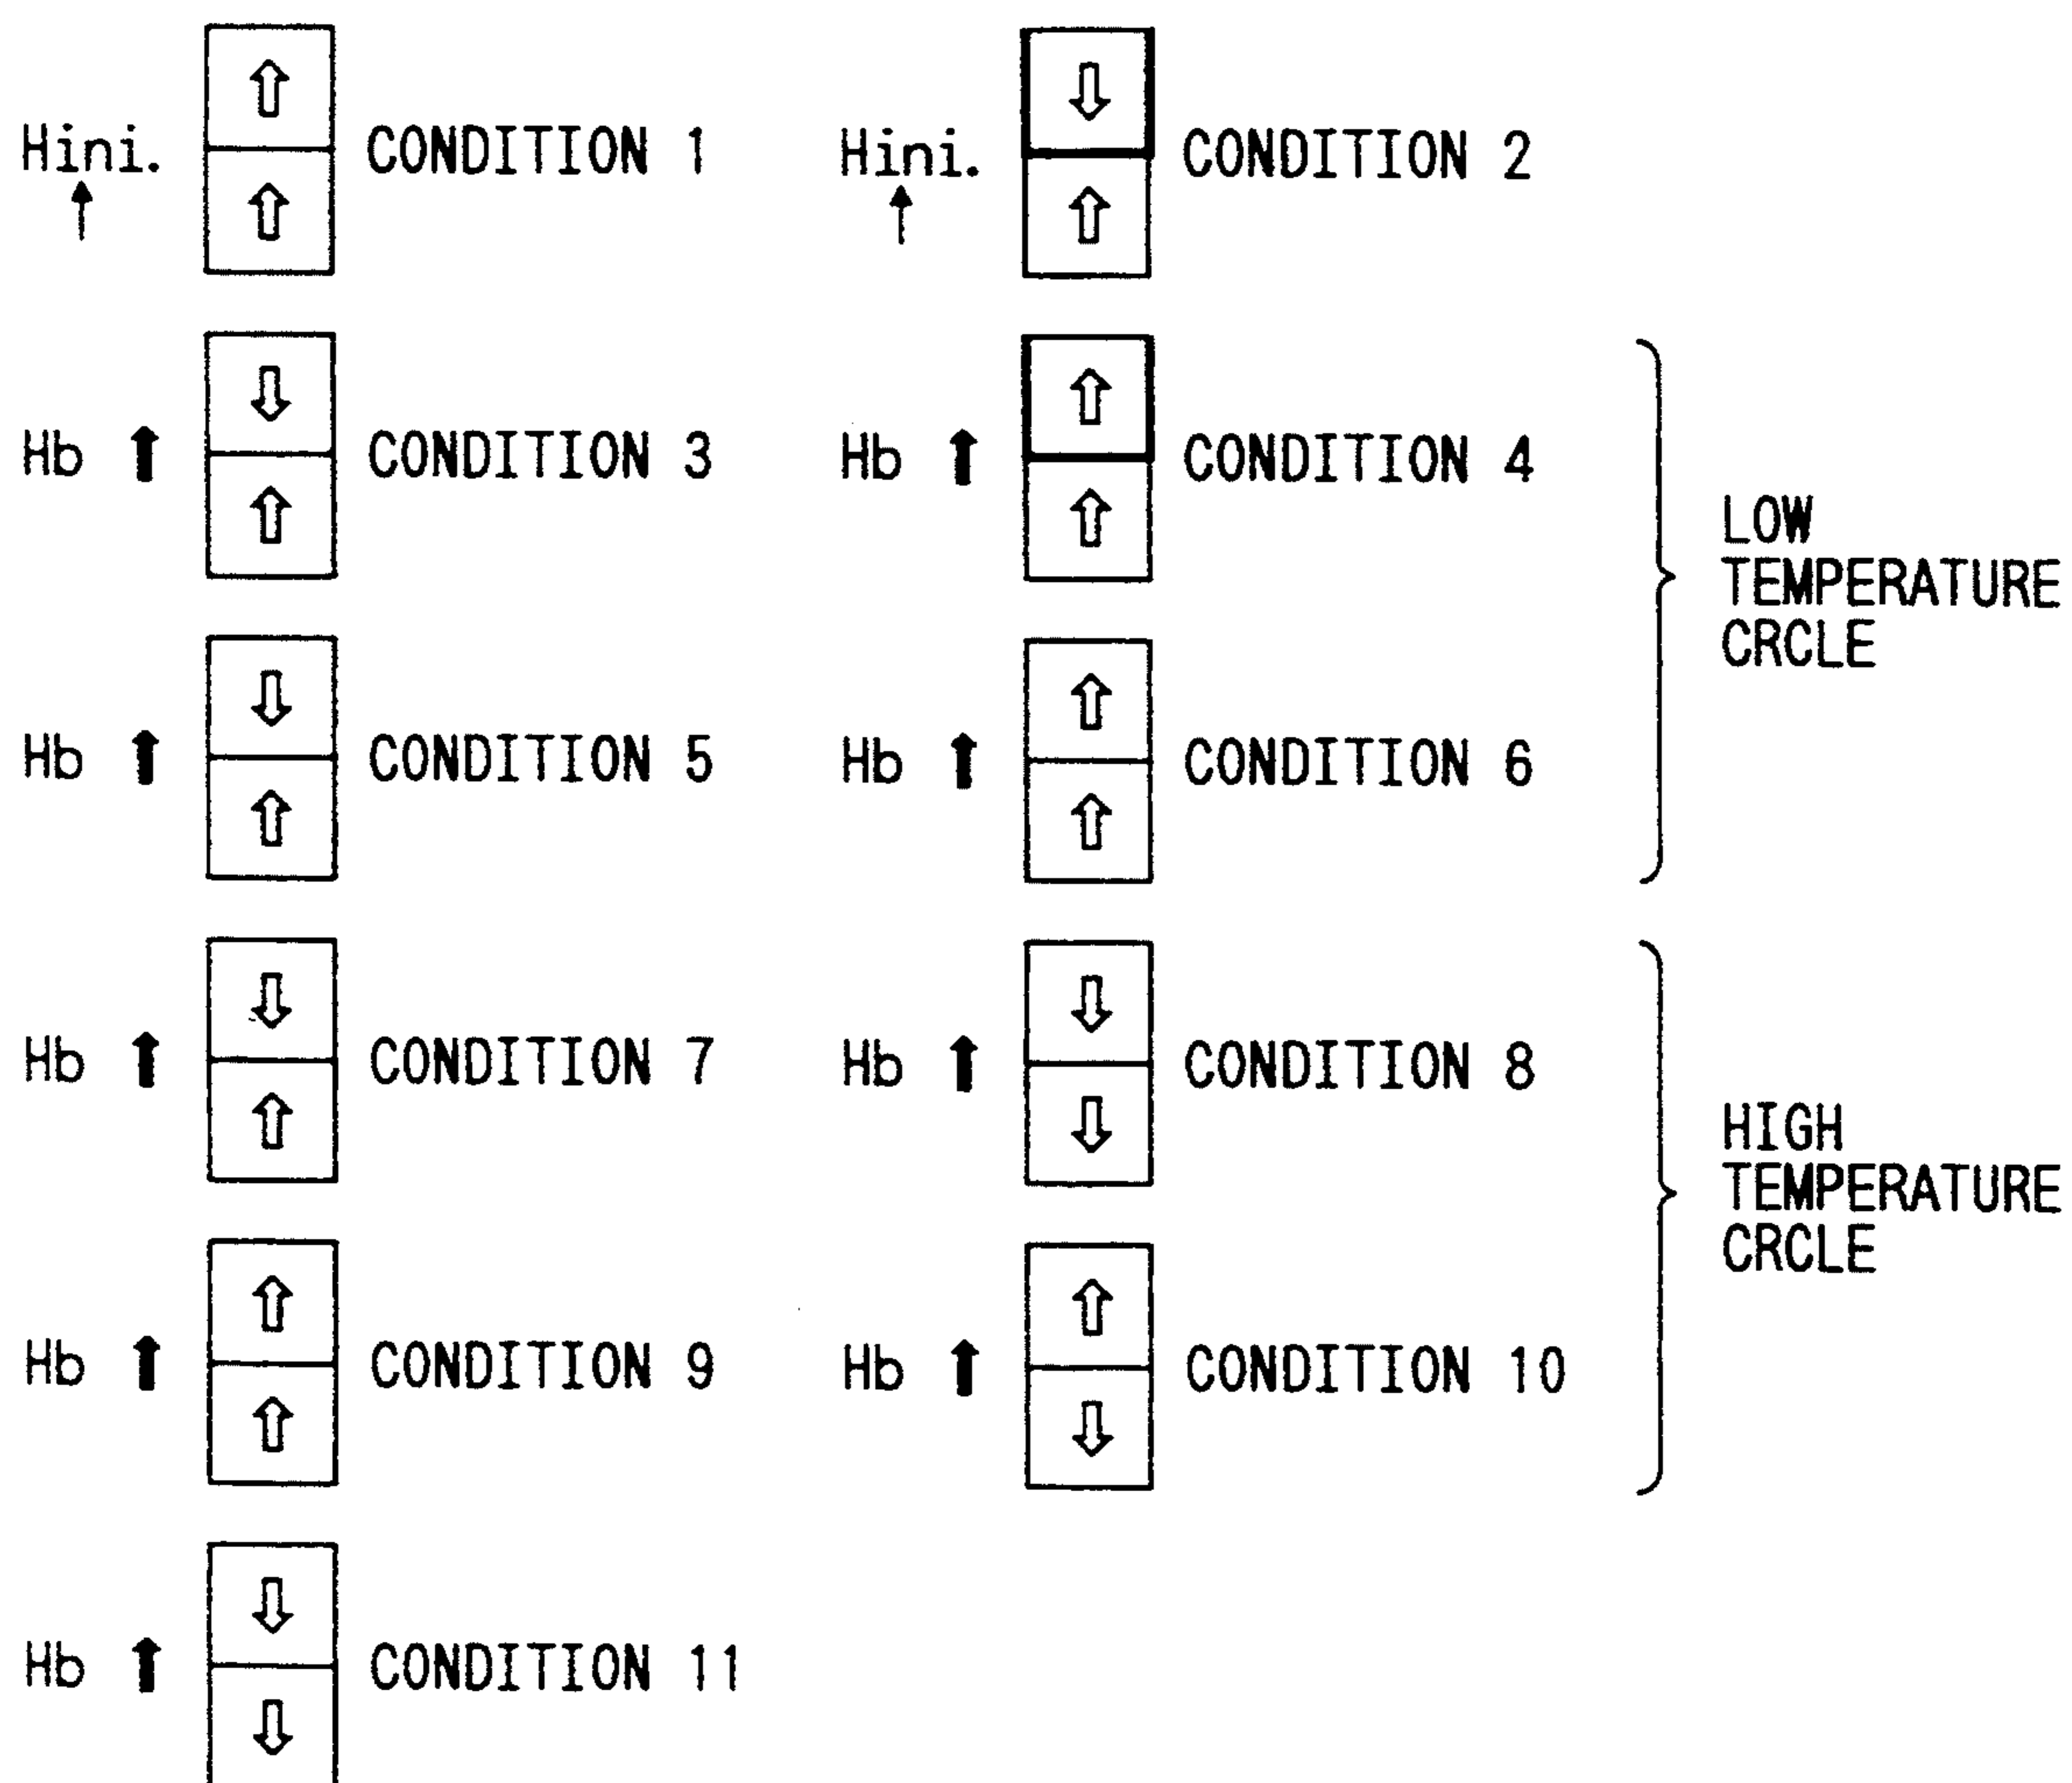 Hini. CONDITION 1
Hini. CONDITION 2
Hb CONDITION 3
Hb CONDITION 4
LOW
TEMPERATURE
CRCLE
Hb CONDITION 5
Hb CONDITION 6
Hb CONDITION 7
Hb CONDITION 8
HIGH
TEMPERATURE
CRCLE
Hb CONDITION 9
Hb CONDITION 10
Hb CONDITION 11